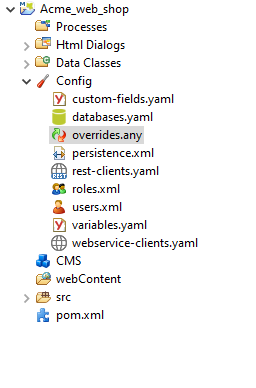 Acme_web_shop
Processes
Html Dialogs
Data Classes
Config
custom-fields.yaml
databases.yaml
overrides.any
persistence.xml
rest-clients.yaml
roles.xml
users.xml
variables.yaml
webservice-clients.yaml
CMS
webContent
src
pom.xml